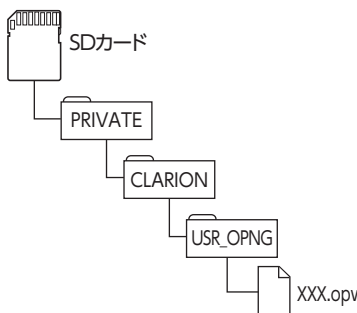 SDカード
PRIVATE
CLARION
USR_OPNG
XXX.opw